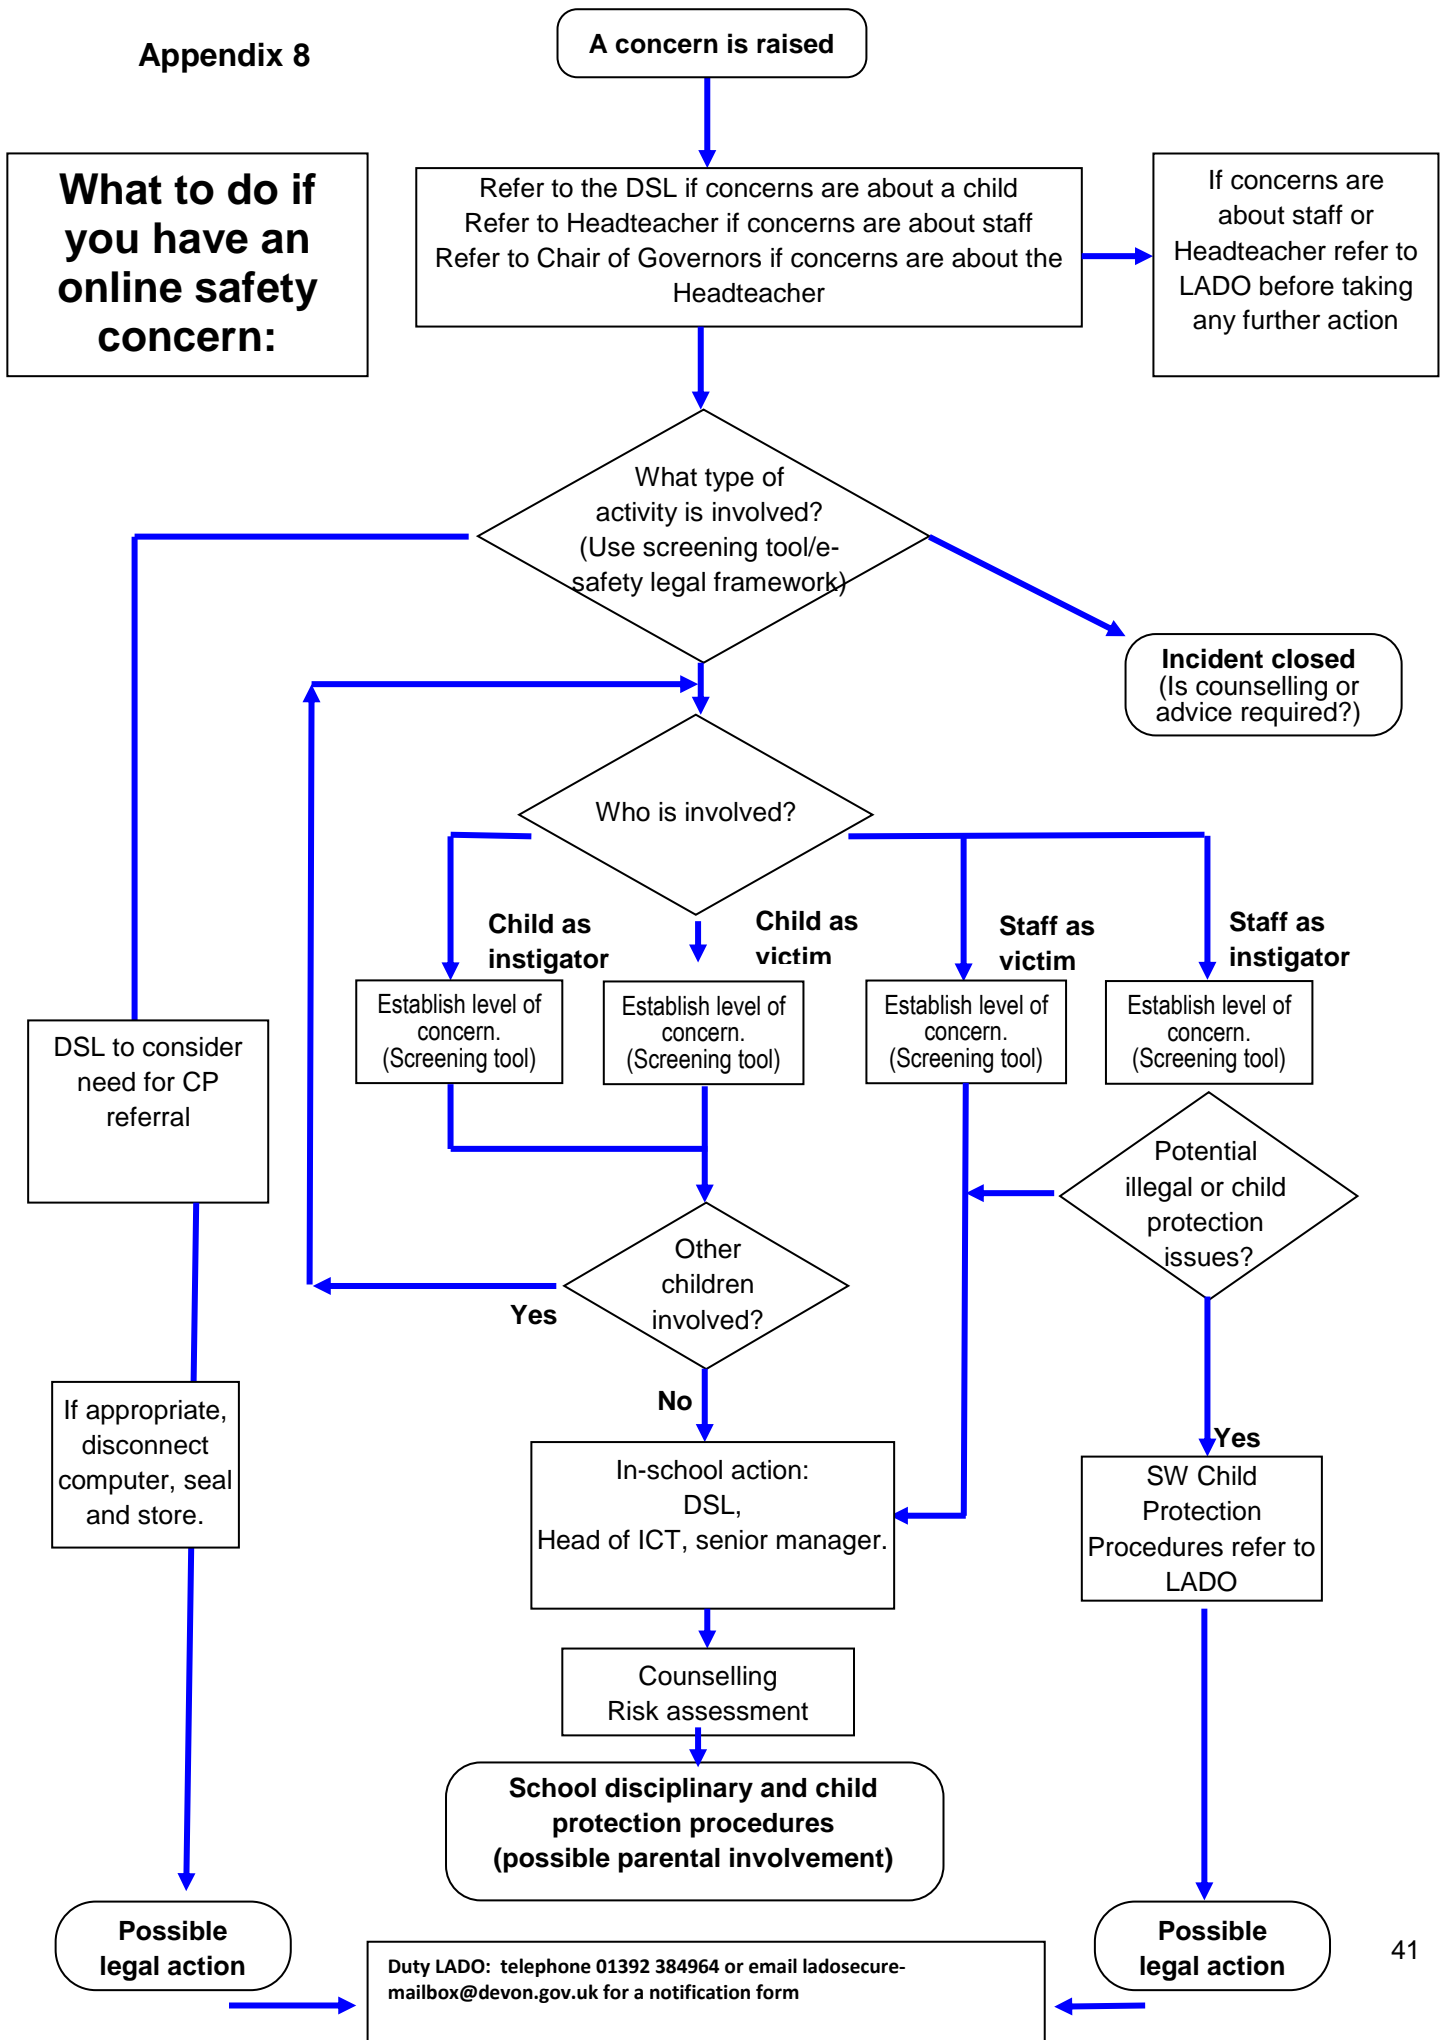 Appendix 8
A concern is raised
What to do if
you have an
online safety
concern:
Refer to the DSL if concerns are about a child
Refer to Headteacher if concerns are about staff
Refer to Chair of Governors if concerns are about the
Headteacher
If concerns are
about staff or
Headteacher refer to
LADO before taking
any further action
What type of
activity is involved?
(Use screening tool/e-
safety legal framework)
Incident closed
(Is counselling or
advice required?)
Who is involved?
Child as
instigator
Child as
victim
Staff as
victim
Staff as
instigator
Establish level of
concern.
(Screening tool)
Establish level of
concern.
(Screening tool)
Establish level of
concern.
(Screening tool)
Establish level of
concern.
(Screening tool)
DSL to consider
need for CP
referral
Potential
illegal or child
protection
issues?
Other
children
involved?
Yes
No
Yes
If appropriate,
disconnect
computer, seal
and store.
In-school action:
DSL,
Head of ICT, senior manager.
SW Child
Protection
Procedures refer to
LADO
Counselling
Risk assessment
School disciplinary and child
protection procedures
(possible parental involvement)
Possible
legal action
Possible
legal action
Duty LADO: telephone 01392 384964 or email ladosecure-
mailbox@devon.gov.uk for a notification form
41